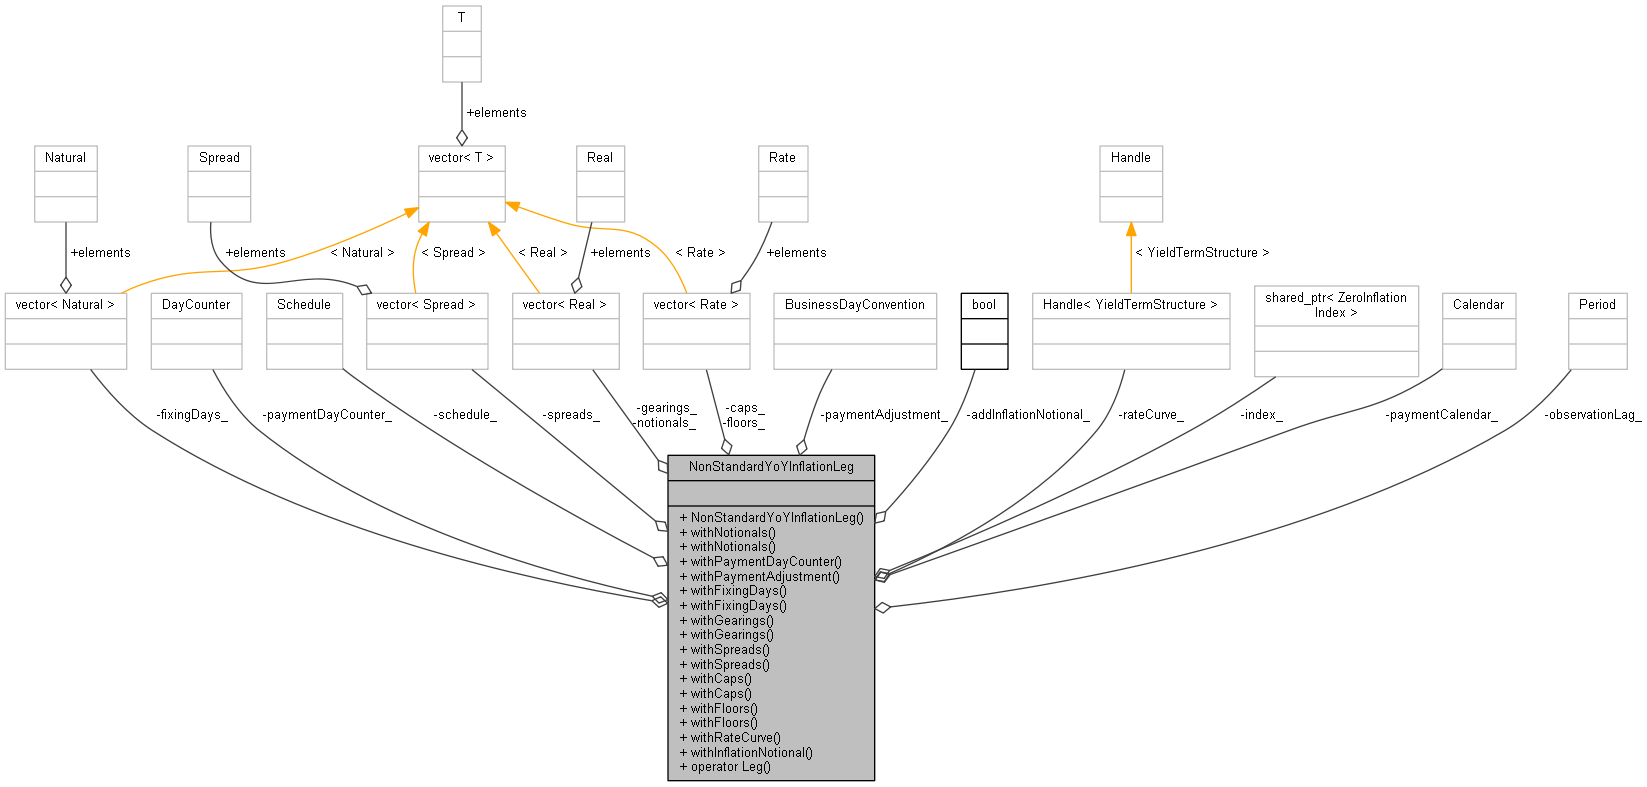 T
+elements
Natural
Spread
vector< T >
Real
Rate
Handle
+elements
+elements
< Natural >
< Spread >
< Real >
+elements
< Rate >
+elements
< YieldTermStructure >
vector< Natural >
DayCounter
Schedule
vector< Spread >
vector< Real >
vector< Rate >
BusinessDayConvention
bool
Handle< YieldTermStructure >
shared_ptr< ZeroInflation
Index >
Calendar
Period
-fixingDays_
-paymentDayCounter_
-schedule_
-spreads_
-gearings_
-notionals_
-caps_
-floors_
-paymentAdjustment_
-addInflationNotional_
-rateCurve_
-index_
-paymentCalendar_
-observationLag_
NonStandardYoYInflationLeg
+ NonStandardYoYInflationLeg()
+ withNotionals()
+ withNotionals()
+ withPaymentDayCounter()
+ withPaymentAdjustment()
+ withFixingDays()
+ withFixingDays()
+ withGearings()
+ withGearings()
+ withSpreads()
+ withSpreads()
+ withCaps()
+ withCaps()
+ withFloors()
+ withFloors()
+ withRateCurve()
+ withInflationNotional()
+ operator Leg()